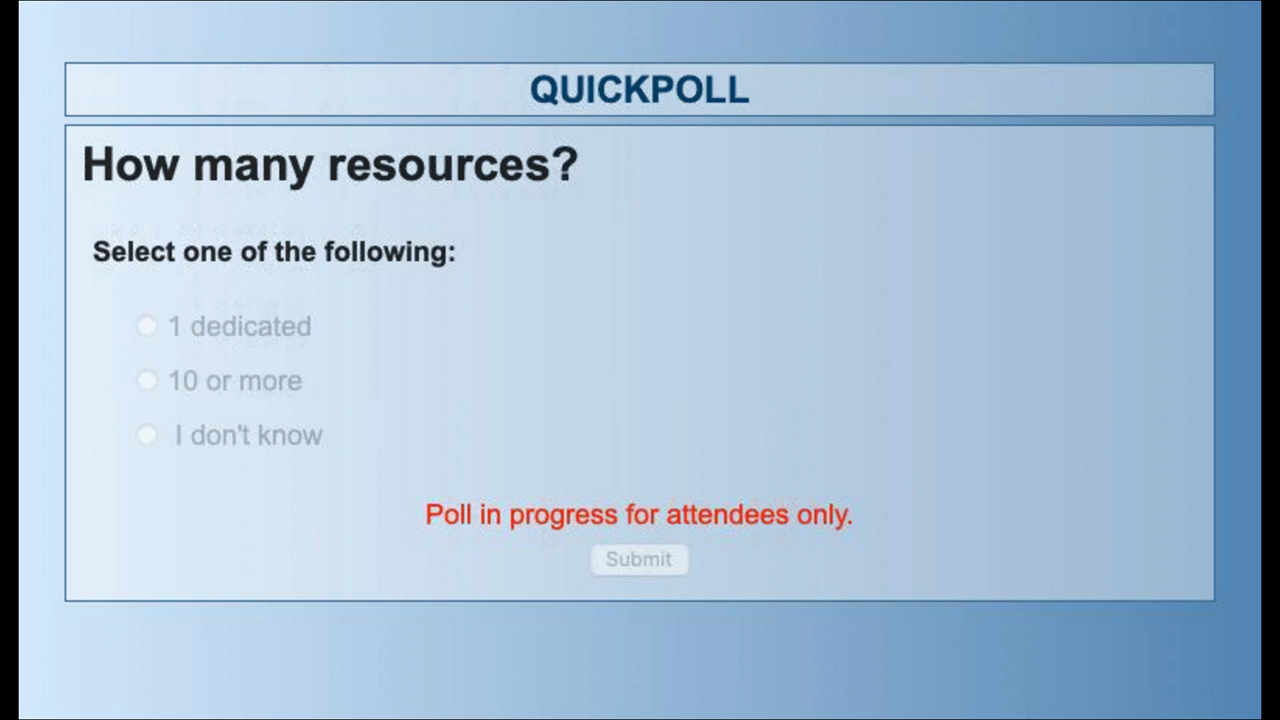 QUICKPOLL
How many resources?
Select one of the following:
1 dedicated
10 or more
I don't know
Poll in progress for attendees only.
Submit